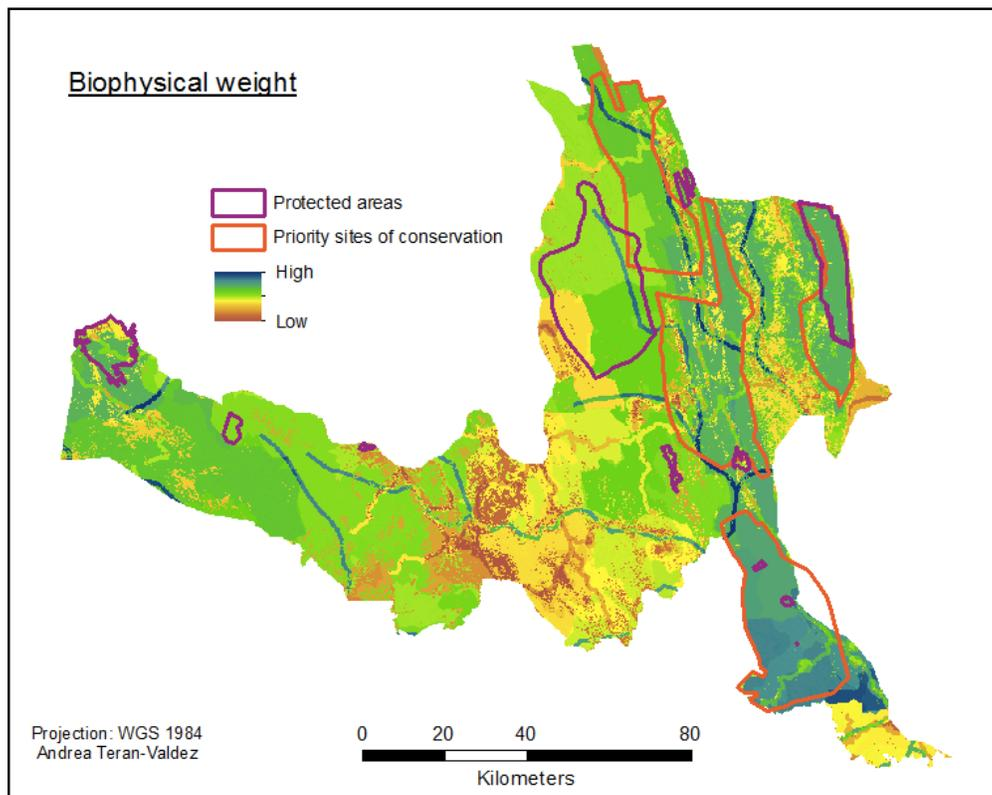 Biophysical weight
Protected areas
Priority sites of conservation
High
Low
Projection: WGS 1984
Andrea Teran-Valdez
0 20 40 80
Kilometers